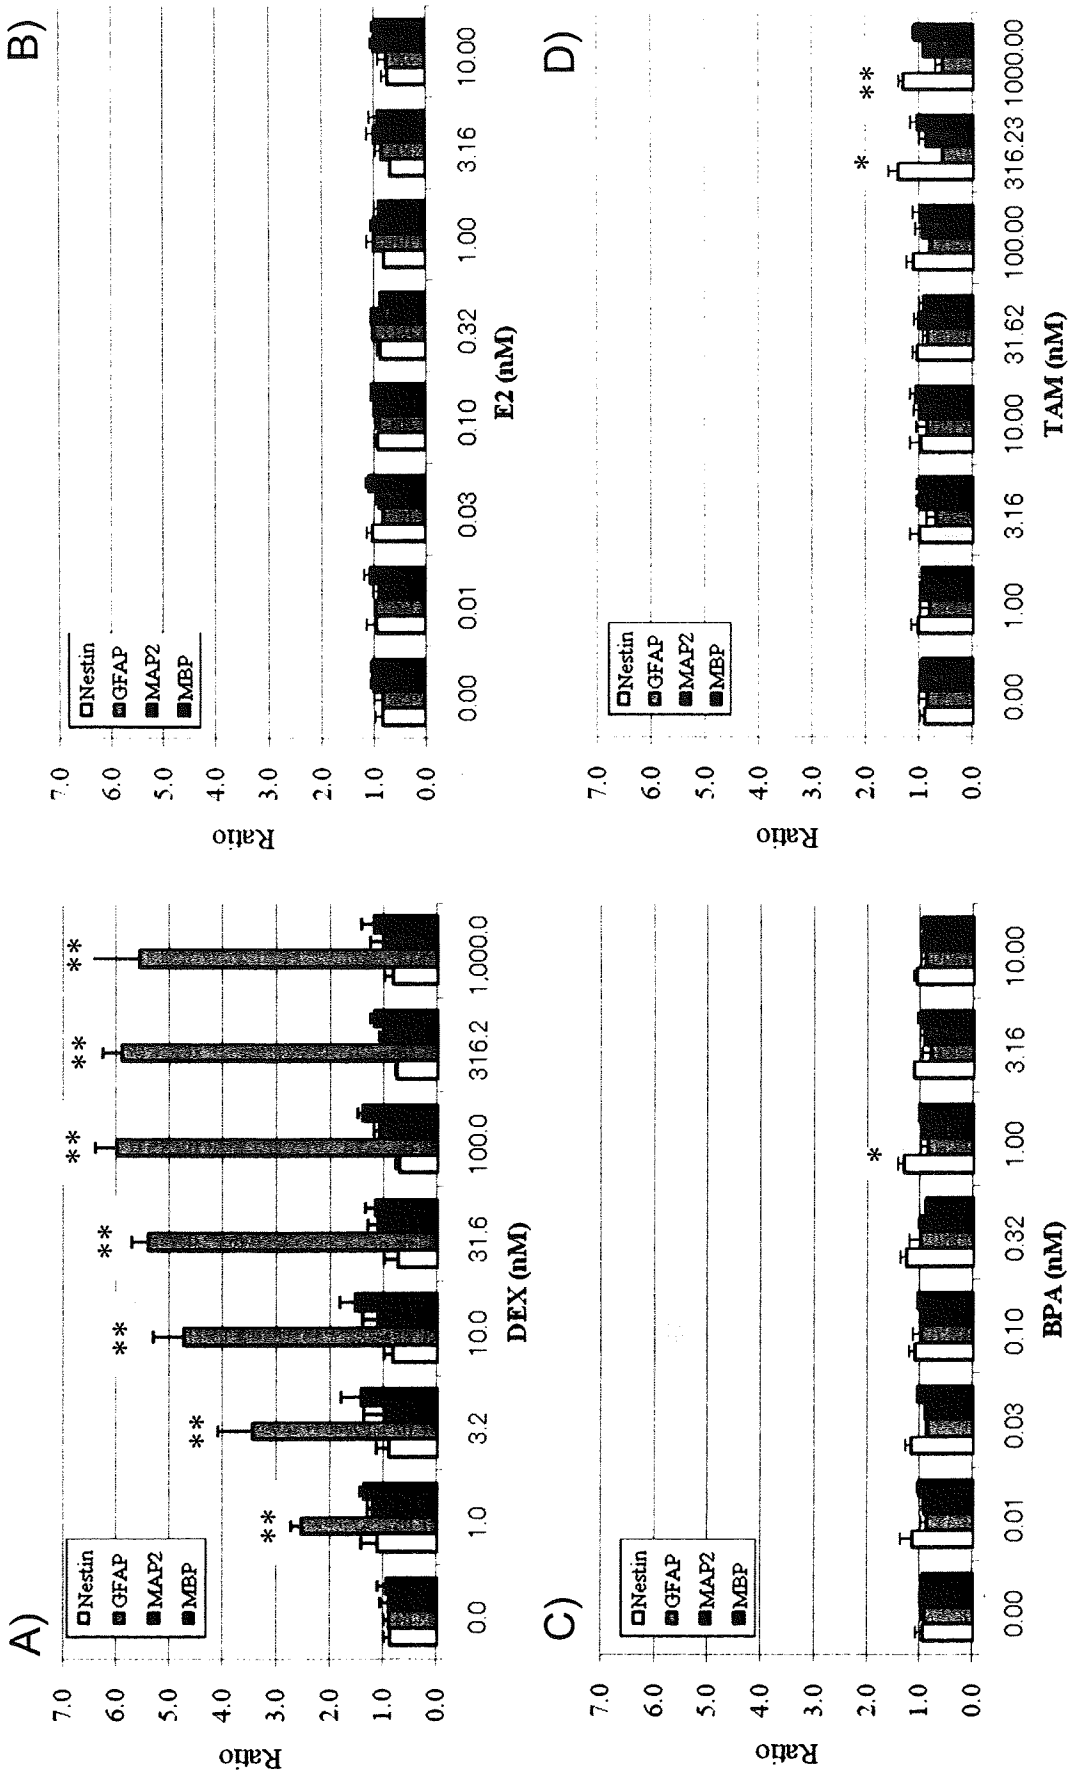 A)
Ratio
7.0
6.0
5.0
4.0
3.0
2.0
1.0
0.0
Nestin
GFAP
MAP2
MBP
**
**
**
**
**
**
**
0.0 1.0 3.2 10.0 31.6 100.0 316.2 1,000.0
DEX (nM)
B)
Ratio
7.0
6.0
5.0
4.0
3.0
2.0
1.0
0.0
Nestin
GFAP
MAP2
MBP
0.00 0.01 0.03 0.10 0.32 1.00 3.16 10.00
E2 (nM)
C)
Ratio
7.0
6.0
5.0
4.0
3.0
2.0
1.0
0.0
Nestin
GFAP
MAP2
MBP
*
0.00 0.01 0.03 0.10 0.32 1.00 3.16 10.00
BPA (nM)
D)
Ratio
7.0
6.0
5.0
4.0
3.0
2.0
1.0
0.0
Nestin
GFAP
MAP2
MBP
*
**
0.00 1.00 3.16 10.00 31.62 100.00 316.23 1000.00
TAM (nM)